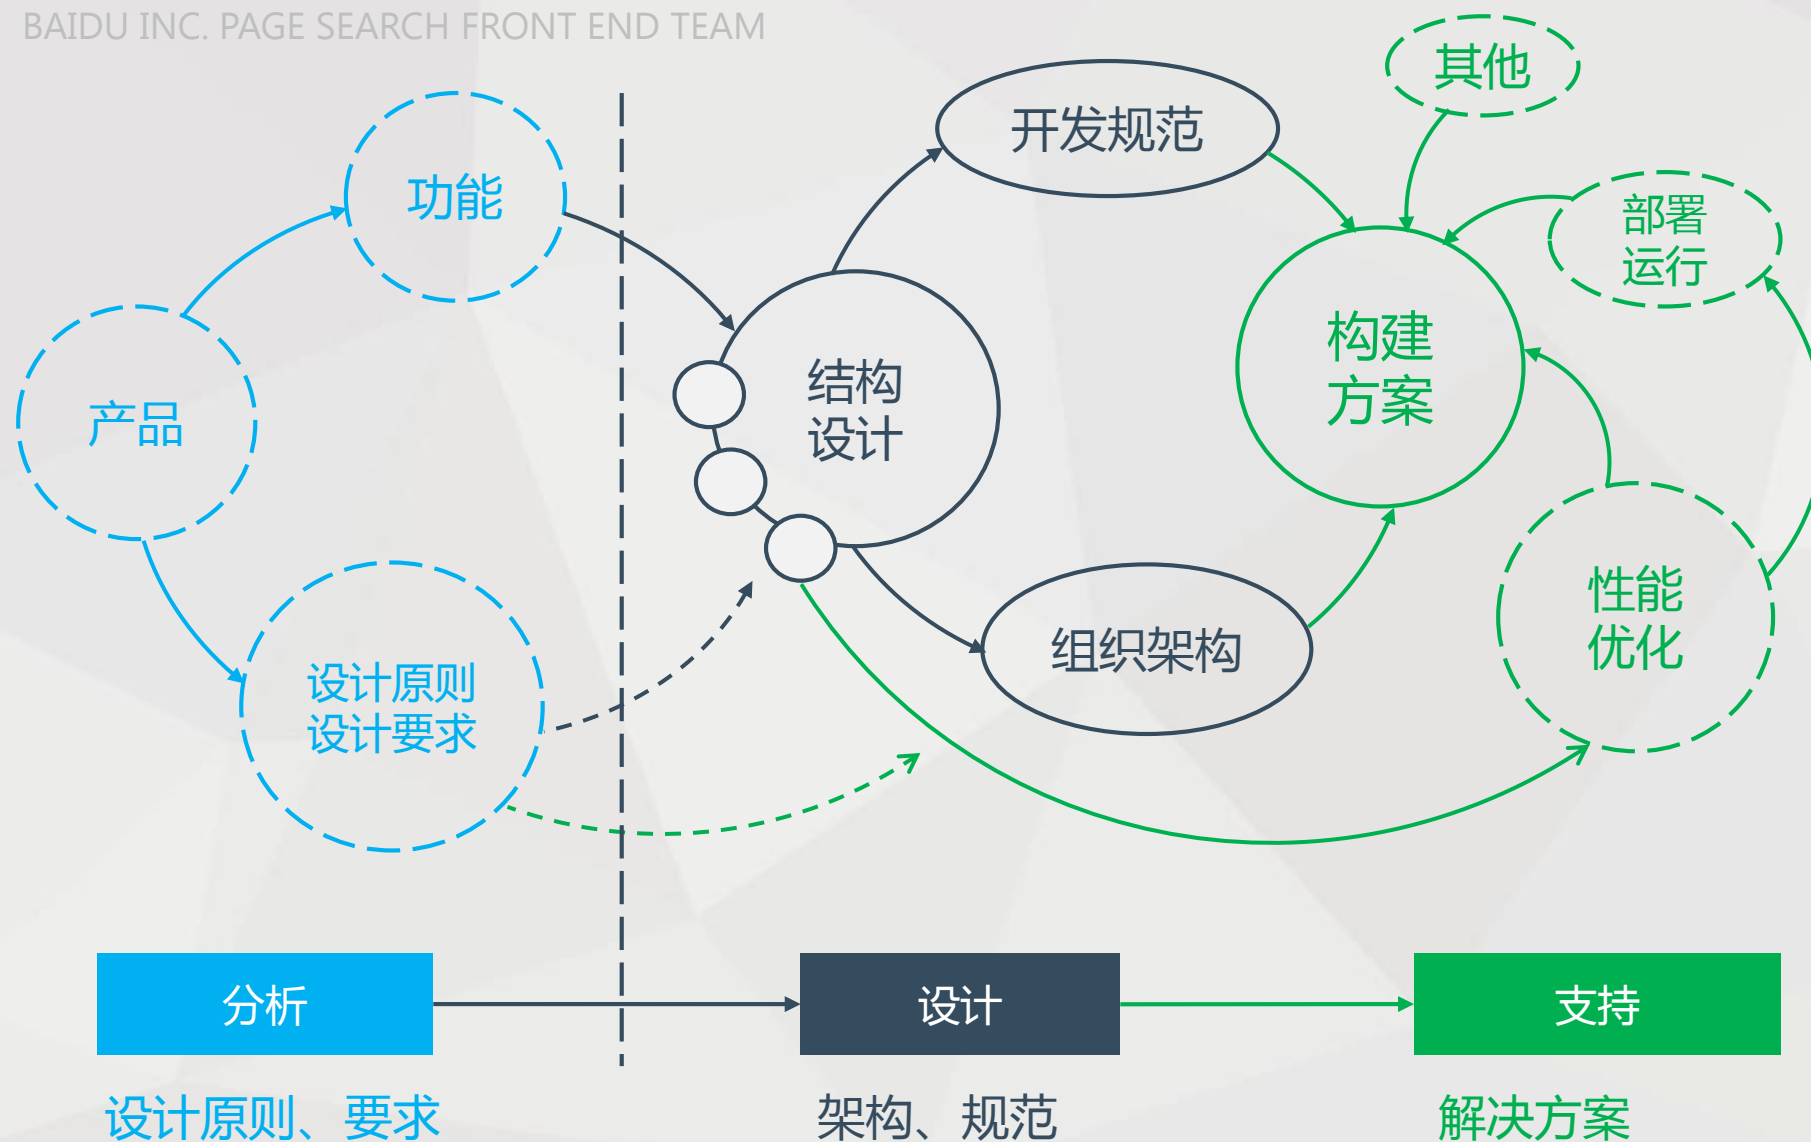 BAIDU INC. PAGE SEARCH FRONT END TEAM
其他
开发规范
功能
部署
运行
构建
方案
结构
设计
产品
性能
优化
组织架构
设计原则
设计要求
分析
设计
支持
设计原则、要求
架构、规范
解决方案